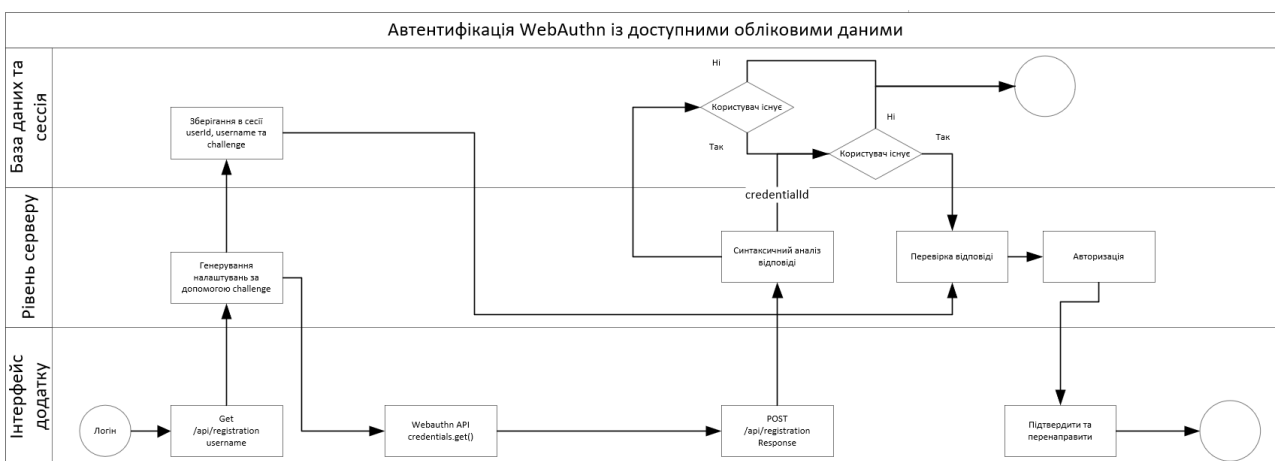 Автентифікація WebAuthn із доступними обліковими даними
База даних та
сессія
Зберігання в сесії
userId, username та
challenge
Ні
Користувач існує
Так
Ні
Користувач існує
Так
credentialId
Рівень серверу
Генерування
налаштувань за
допомогою challenge
Синтаксичний аналіз
відповіді
Перевірка відповіді
Авторизація
Інтерфейс
додатку
Логін
Get
/api/registration
username
Webauthn API
credentials.get()
POST
/api/registration
Response
Підтвердити та
перенаправити